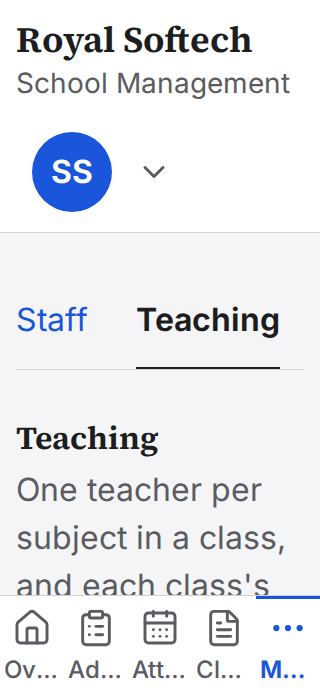 Royal Softech
School Management
SS
Staff Teaching
Teaching
One teacher per
subject in a class,
and each class's
Ov... Ad... Att... Cl... M...